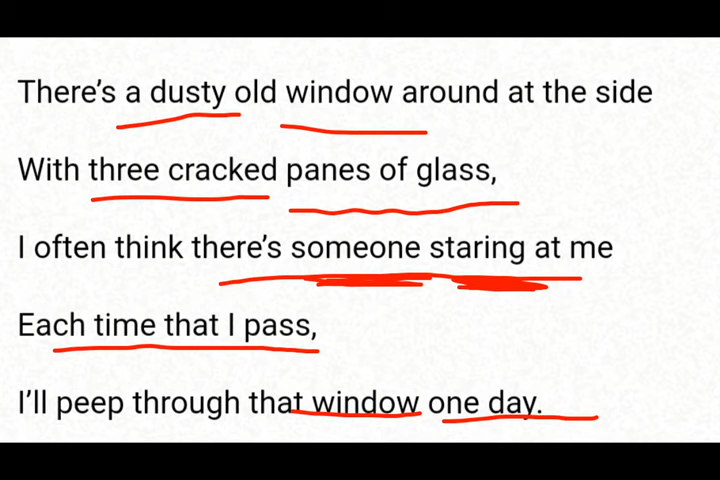 There’s a dusty old window around at the side
With three cracked panes of glass,
I often think there’s someone staring at me
Each time that I pass,
I’ll peep through that window one day.